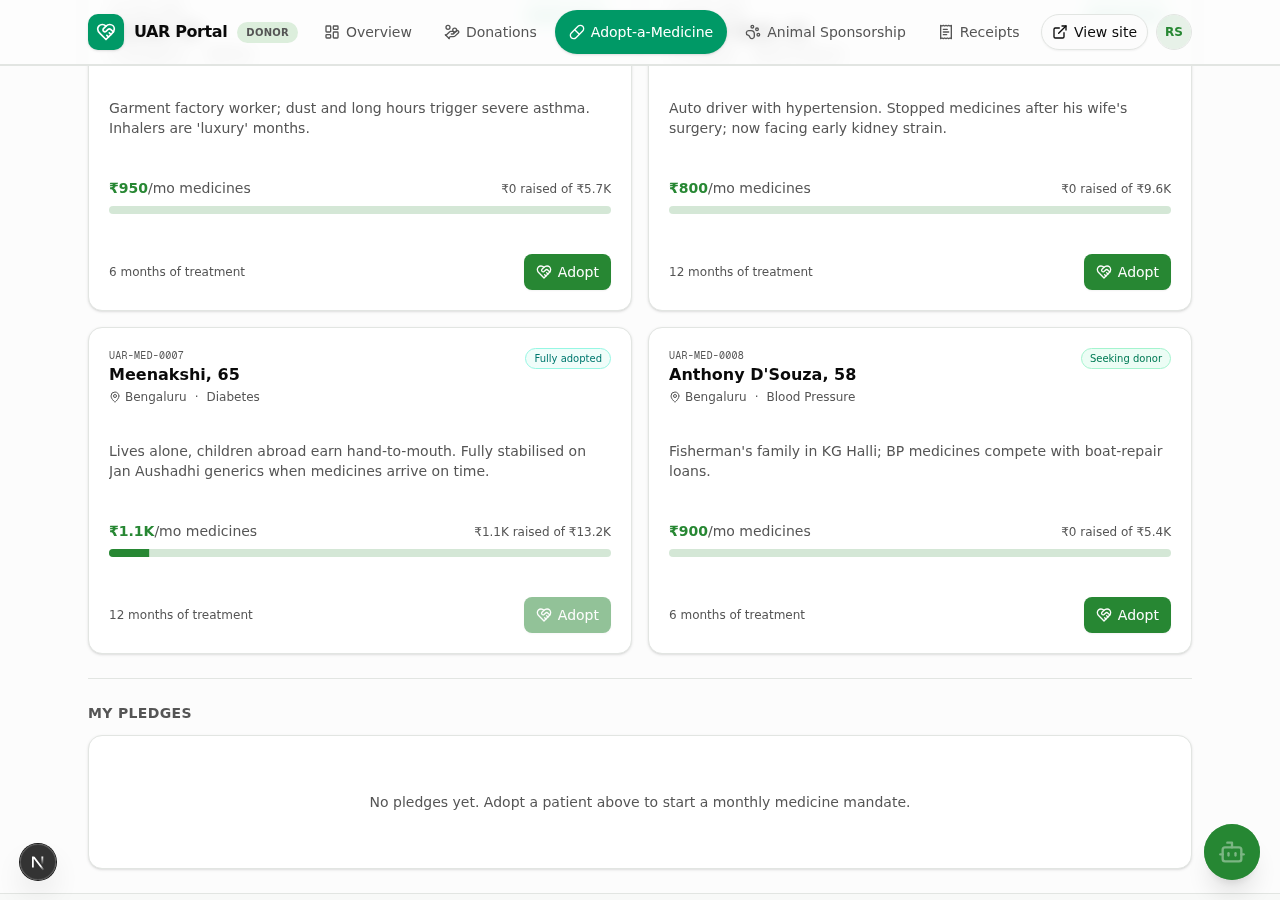 UAR Portal
DONOR
Overview
Donations
Adopt-a-Medicine
Animal Sponsorship
Receipts
View site
RS
Garment factory worker; dust and long hours trigger severe asthma.
Inhalers are 'luxury' months.
₹950/mo medicines
₹0 raised of ₹5.7K
6 months of treatment
Adopt
Auto driver with hypertension. Stopped medicines after his wife's
surgery; now facing early kidney strain.
₹800/mo medicines
₹0 raised of ₹9.6K
12 months of treatment
Adopt
UAR-MED-0007
Fully adopted
Meenakshi, 65
Bengaluru · Diabetes
Lives alone, children abroad earn hand-to-mouth. Fully stabilised on
Jan Aushadhi generics when medicines arrive on time.
₹1.1K/mo medicines
₹1.1K raised of ₹13.2K
12 months of treatment
Adopt
UAR-MED-0008
Seeking donor
Anthony D'Souza, 58
Bengaluru · Blood Pressure
Fisherman's family in KG Halli; BP medicines compete with boat-repair
loans.
₹900/mo medicines
₹0 raised of ₹5.4K
6 months of treatment
Adopt
MY PLEDGES
No pledges yet. Adopt a patient above to start a monthly medicine mandate.
N